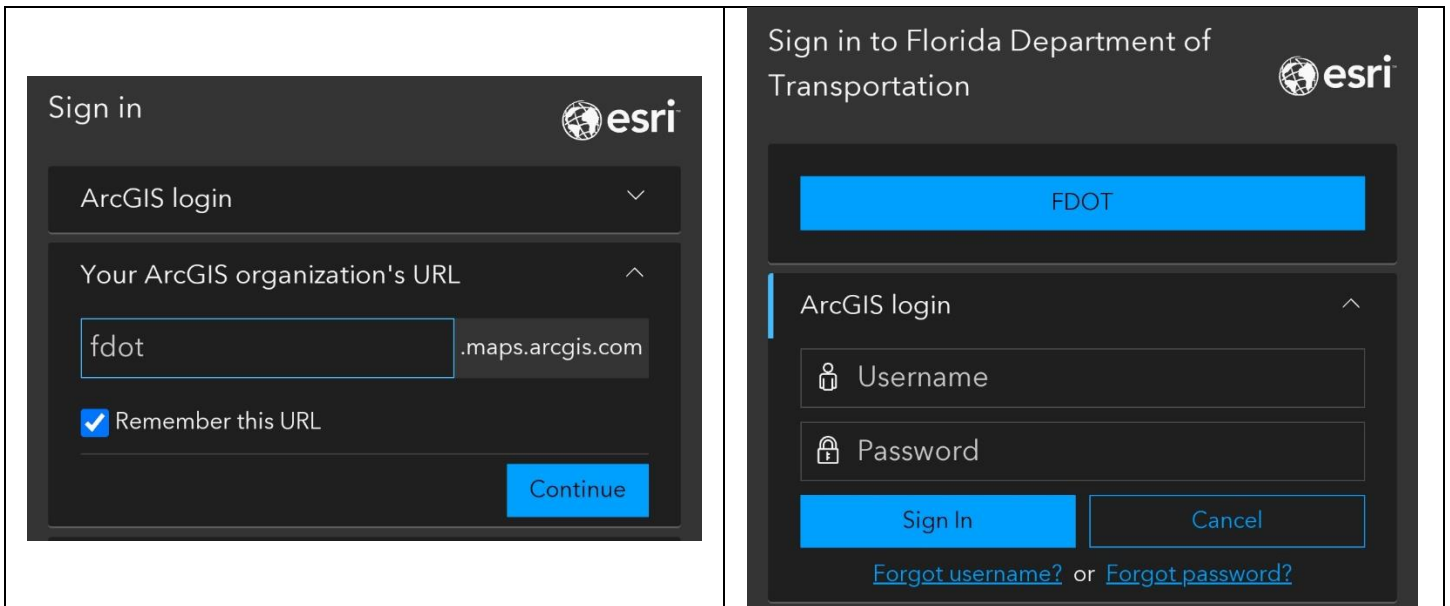 Sign in
esri
ArcGIS login
Your ArcGIS organization's URL
fdot
.maps.arcgis.com
Remember this URL
Continue
Sign in to Florida Department of
Transportation
esri
FDOT
ArcGIS login
Username
Password
Sign In
Cancel
Forgot username? or Forgot password?